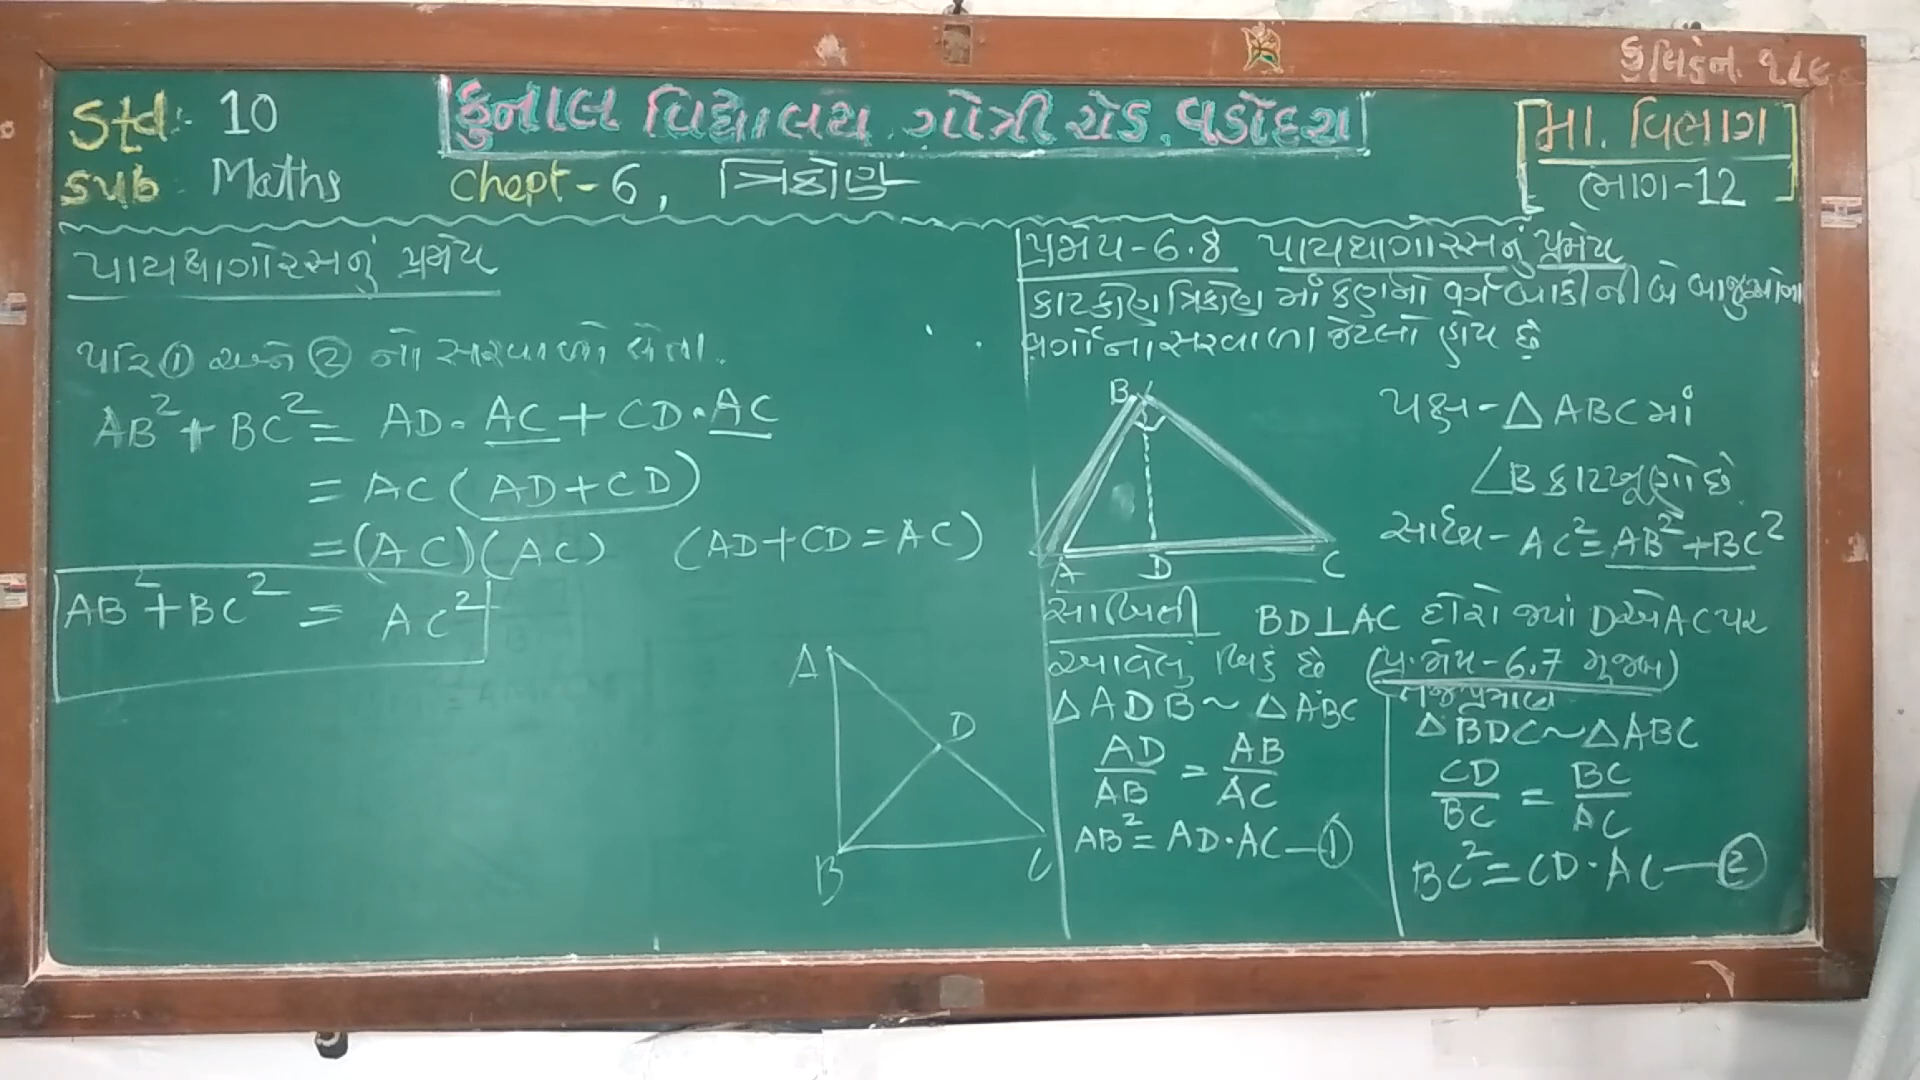 Std: 10
કુનાલ વિદ્યાલય ગોત્રી રોડ. વડોદરા
મા. વિભાગ
sub: Maths
Chept-6, ત્રિકોણ
ભાગ-12
પાયથાગોરસનું પ્રમેય
પરિ ① અને ② નો સરવાળો લેતા.
AB² + BC² = AD·AC + CD·AC
= AC (AD+CD)
= (AC)(AC) (AD+CD=AC)
AB² + BC² = AC²
A
D
B
C
પ્રમેય-6.8 પાયથાગોરસનું પ્રમેય
કાટકોણ ત્રિકોણ માં કર્ણનો વર્ગ બાકીની બે બાજુઓના
વર્ગોના સરવાળા જેટલો હોય છે
B
A D C
પક્ષ- △ABC માં
∠B કાટખૂણો છે
સાધ્ય- AC² = AB² + BC²
સાબિતી BD⊥AC દોરો જ્યાં D એ AC પર
આવેલું બિંદુ છે (પ્રમેય-6.7 મુજબ)
△ADB ~ △ABC
AD/AB = AB/AC
AB² = AD·AC —①
△BDC ~ △ABC
CD/BC = BC/AC
BC² = CD·AC —②